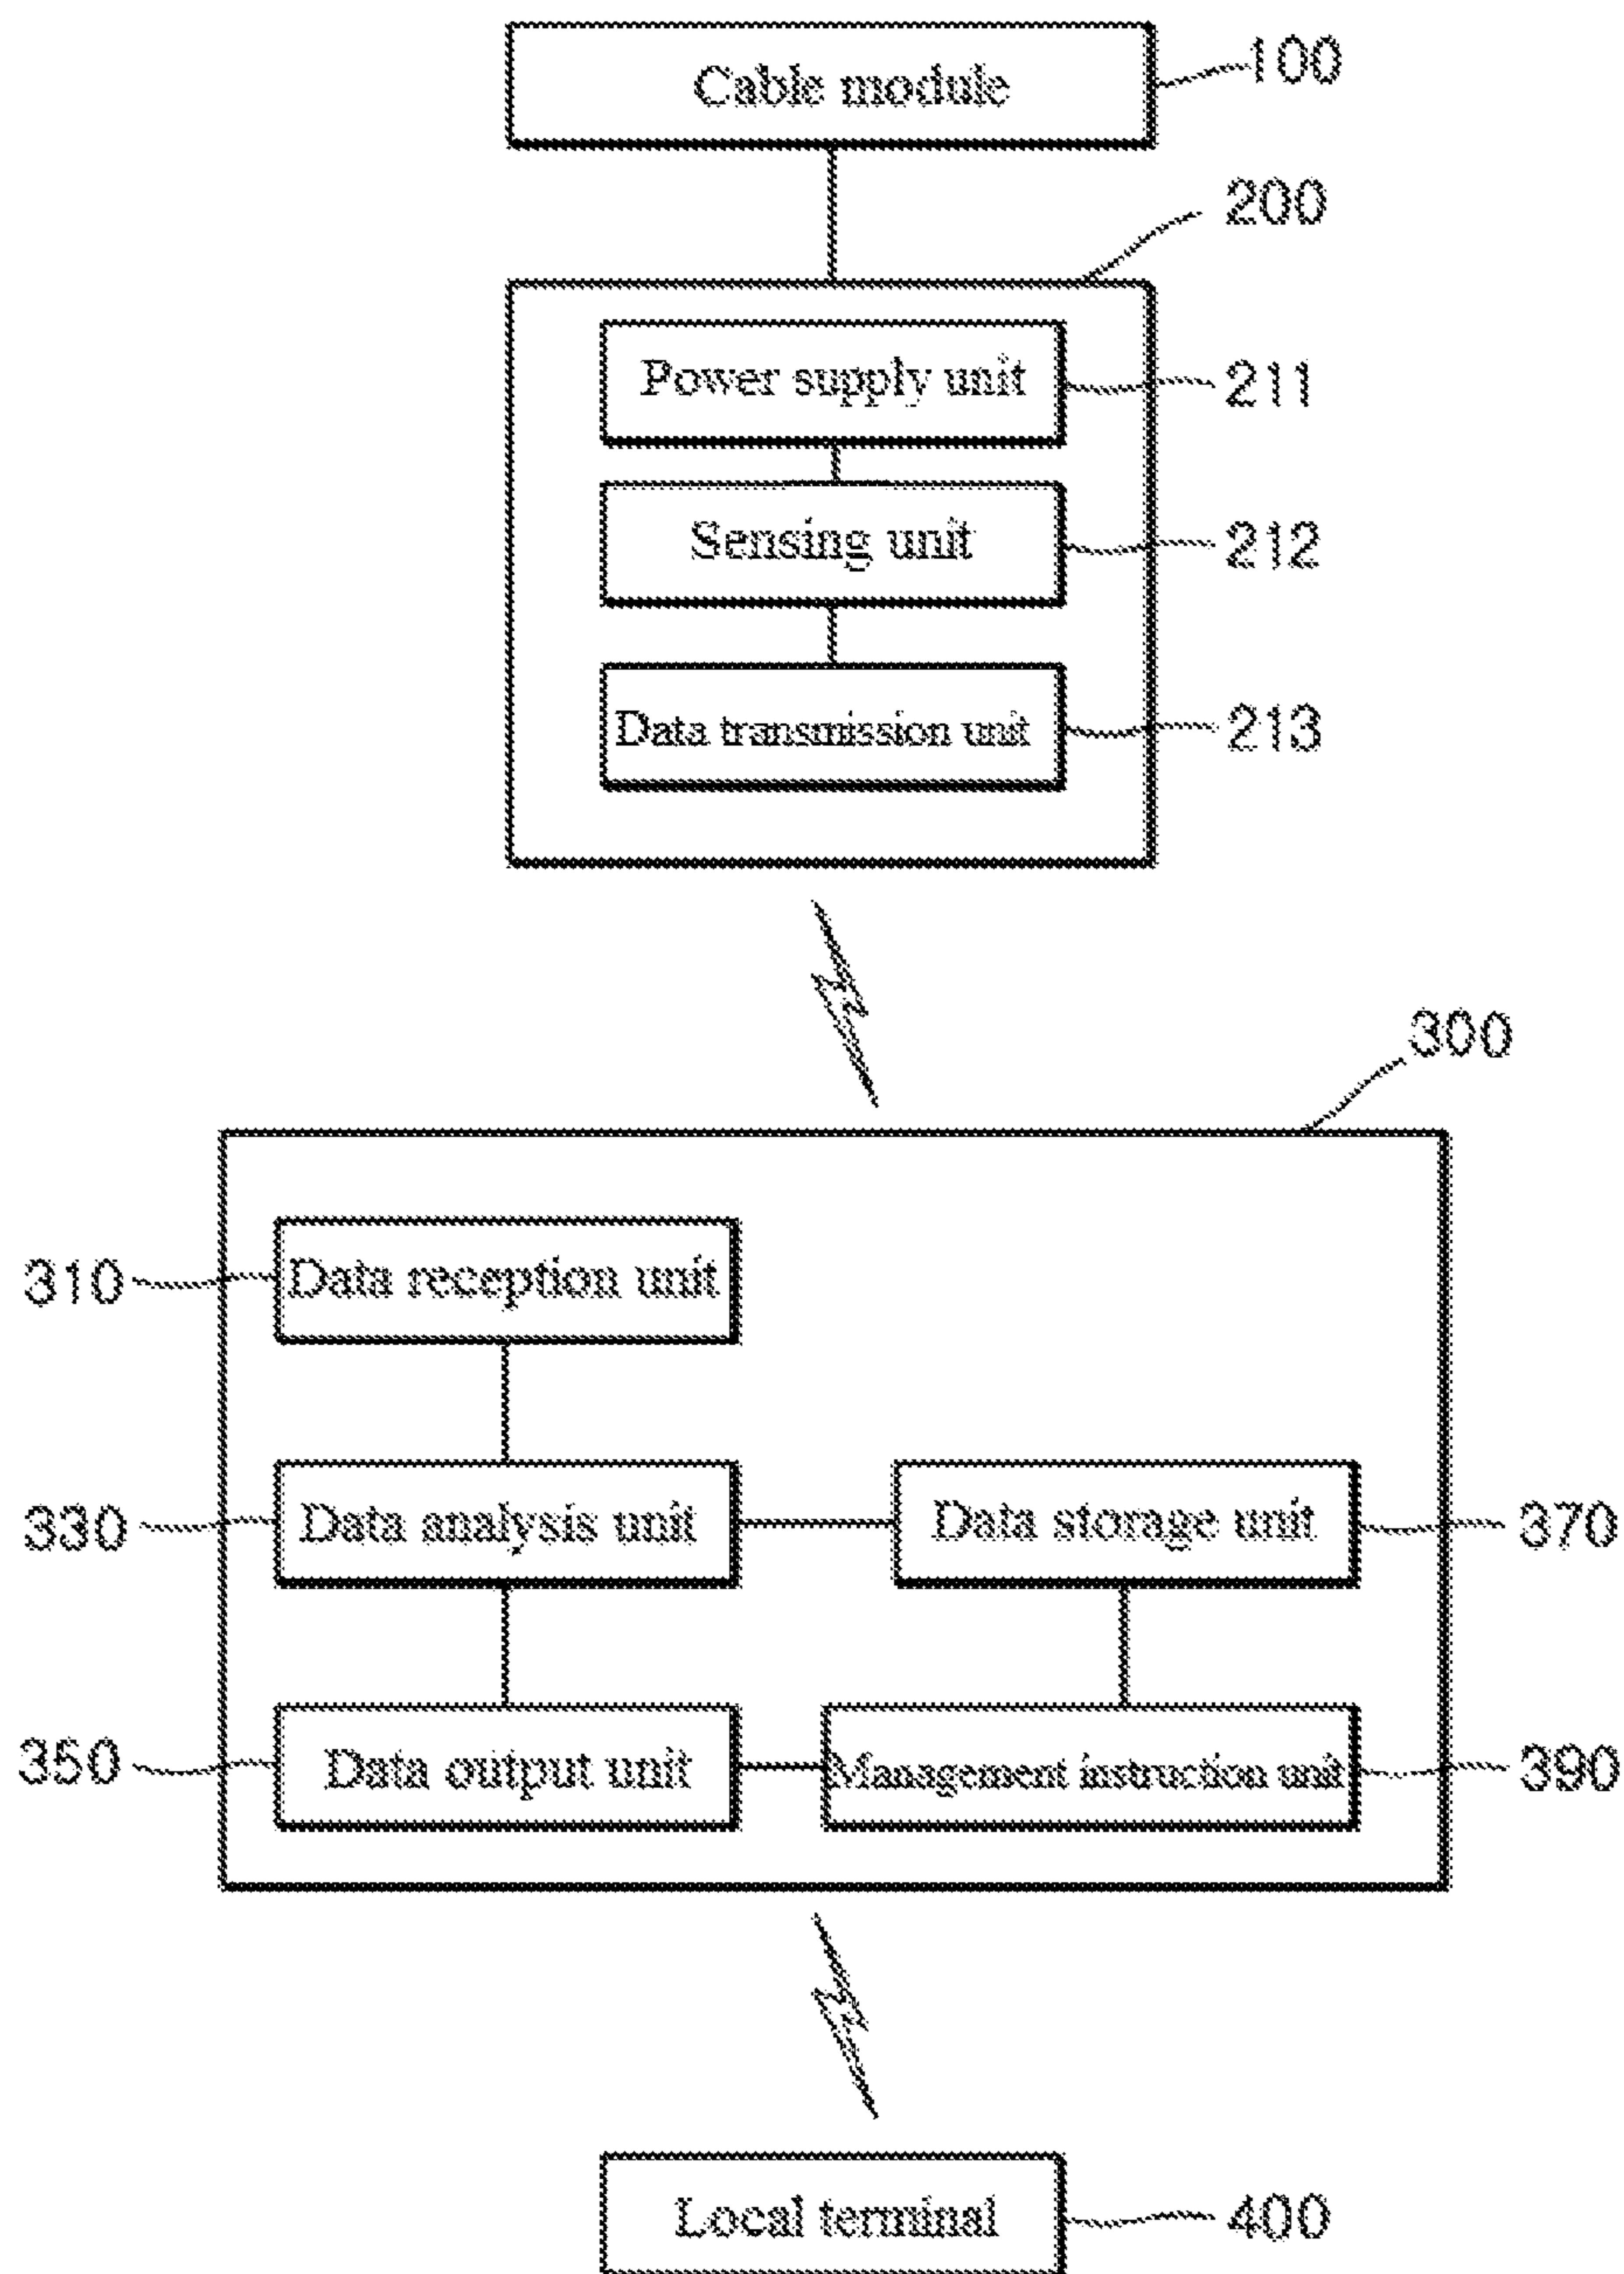 Cable module
100
200
Power supply unit
211
Sensing unit
212
Data transmission unit
213
300
310
Data reception unit
330
Data analysis unit
Data storage unit
370
350
Data output unit
Management instruction unit
390
Local terminal
400